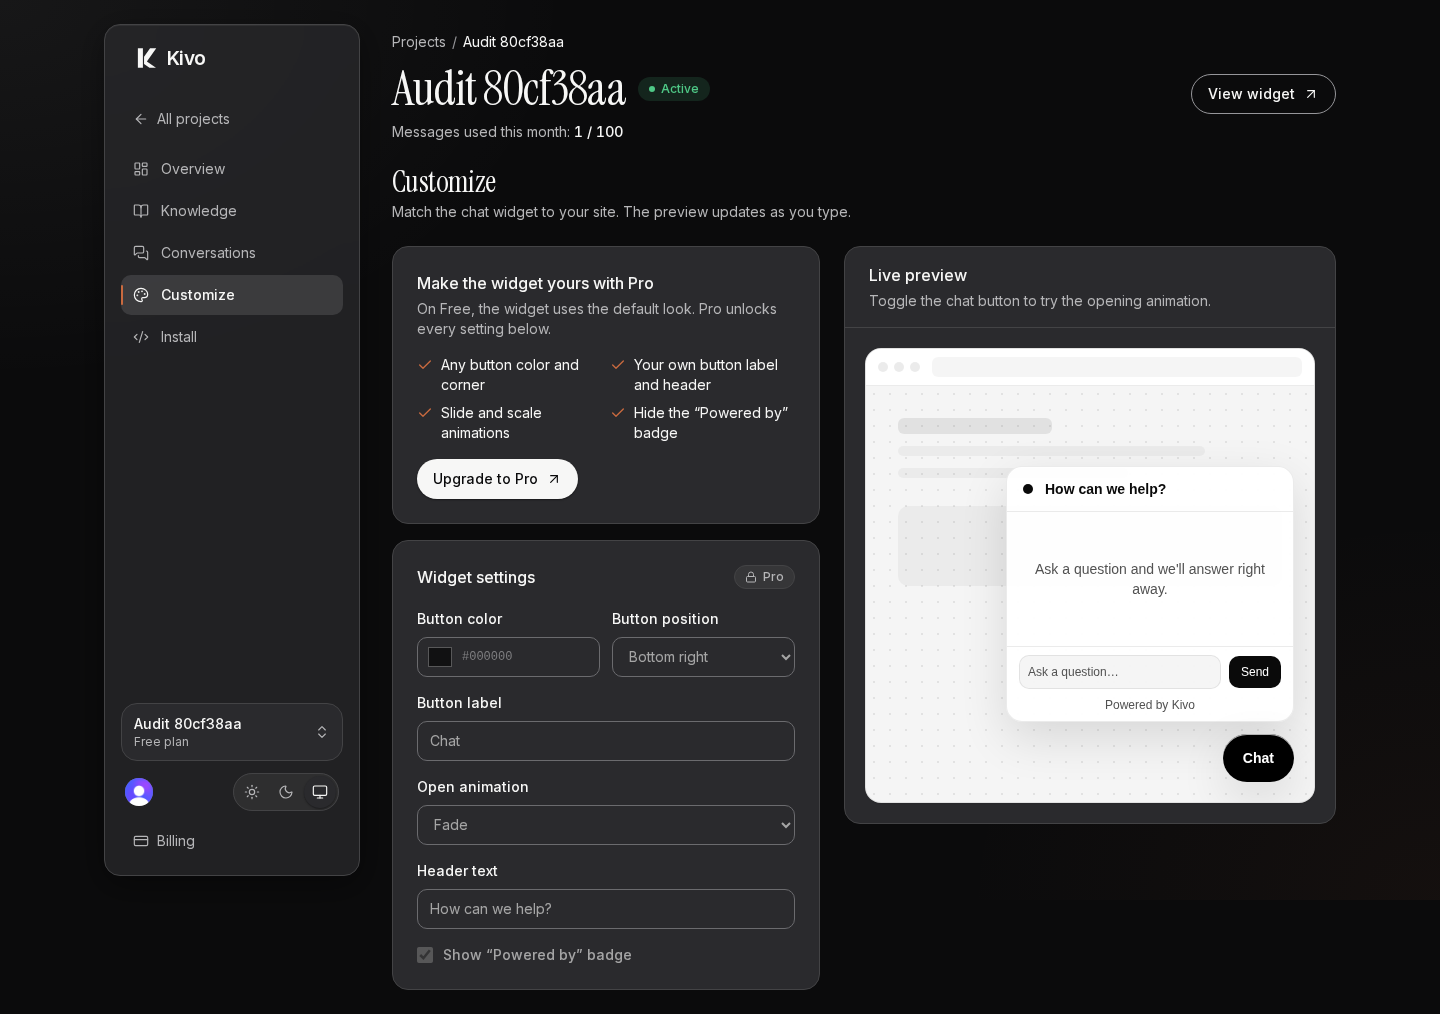 Kivo
All projects
Overview
Knowledge
Conversations
Customize
Install
Audit 80cf38aa
Free plan
Billing
Projects / Audit 80cf38aa
Audit 80cf38aa
Active
Messages used this month: 1 / 100
View widget
Customize
Match the chat widget to your site. The preview updates as you type.
Make the widget yours with Pro
On Free, the widget uses the default look. Pro unlocks
every setting below.
Any button color and
corner
Your own button label
and header
Slide and scale
animations
Hide the “Powered by”
badge
Upgrade to Pro
Widget settings
Pro
Button color
Button position
#000000
Bottom right
Button label
Chat
Open animation
Fade
Header text
How can we help?
Show “Powered by” badge
Live preview
Toggle the chat button to try the opening animation.
How can we help?
Ask a question and we'll answer right
away.
Ask a question…
Send
Powered by Kivo
Chat